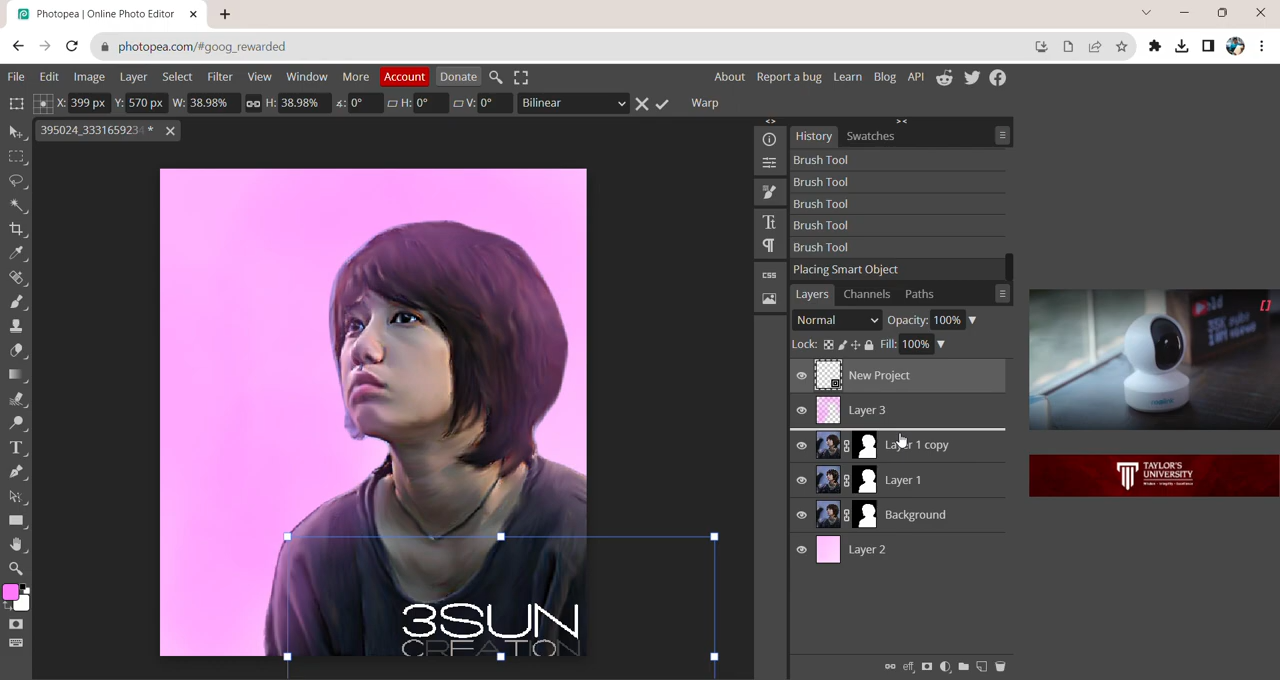 Photopea | Online Photo Editor
photopea.com/#goog_rewarded
File Edit Image Layer Select Filter View Window More Account Donate About Report a bug Learn Blog API
X: 399 px Y: 570 px W: 38.98% H: 38.98% 0° H: 0° V: 0° Bilinear Warp
395024_333165923 *
History Swatches
Brush Tool
Brush Tool
Brush Tool
Brush Tool
Brush Tool
Placing Smart Object
Layers Channels Paths
Normal Opacity: 100%
Lock: Fill: 100%
New Project
Layer 3
Layer 1 copy
Layer 1
Background
Layer 2
CSS
3SUN
CREATION
TAYLOR'S
UNIVERSITY